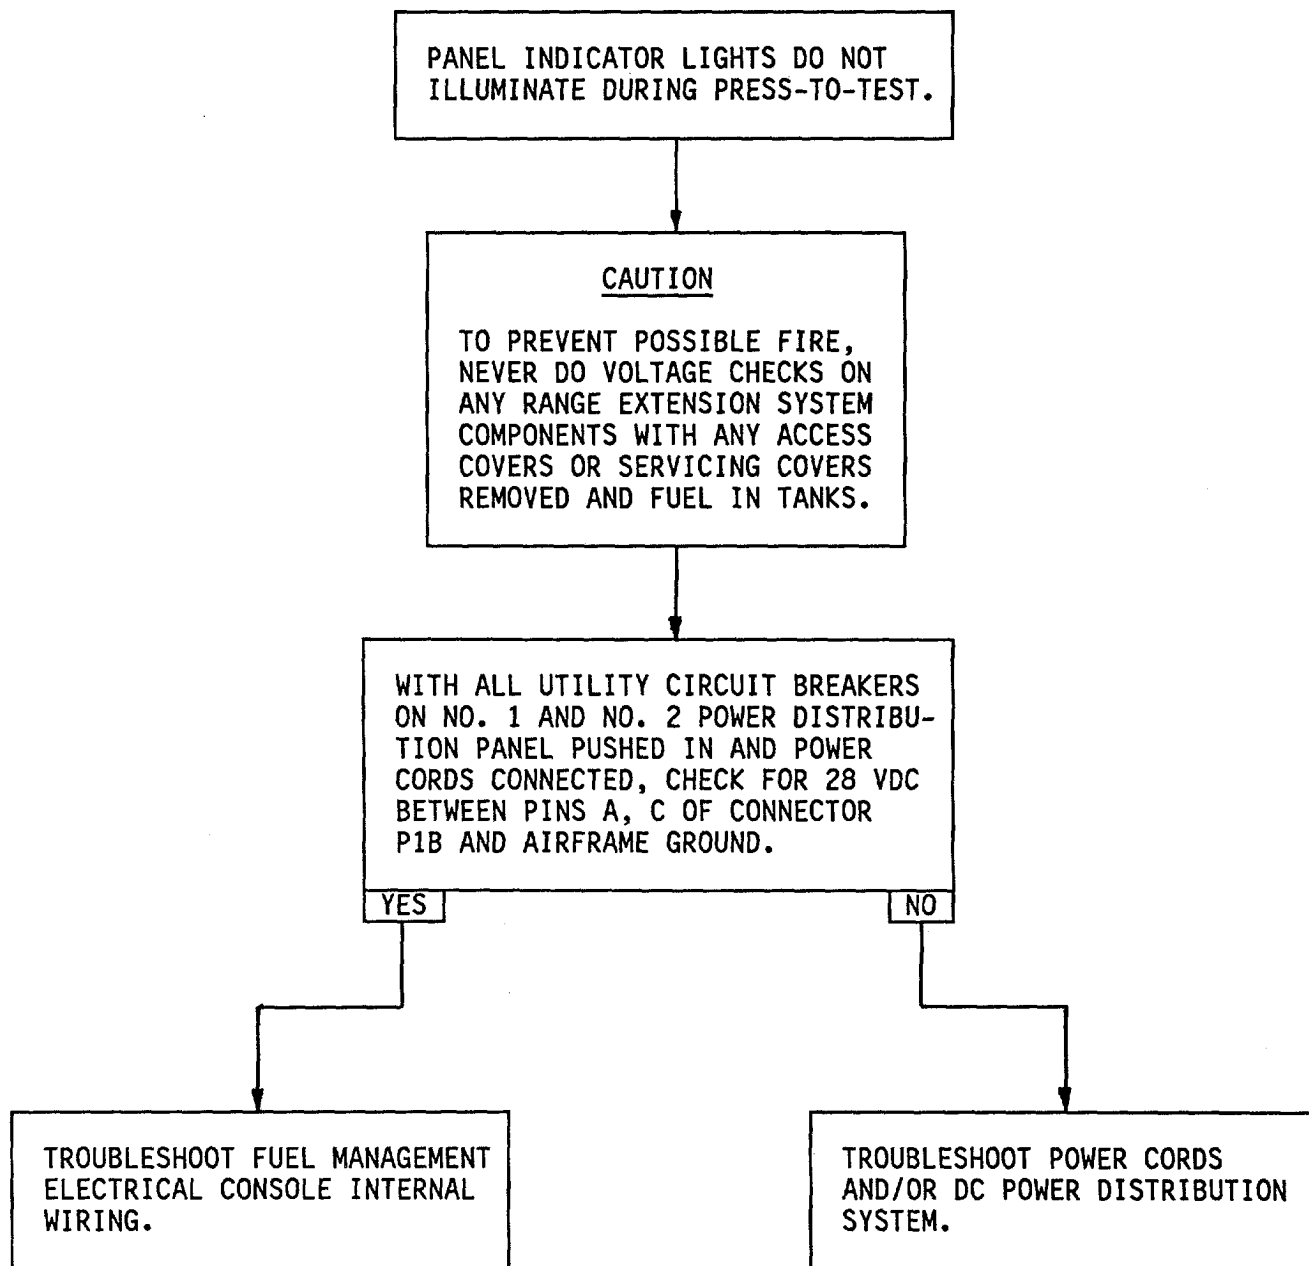 PANEL INDICATOR LIGHTS DO NOT
ILLUMINATE DURING PRESS-TO-TEST.
CAUTION
TO PREVENT POSSIBLE FIRE,
NEVER DO VOLTAGE CHECKS ON
ANY RANGE EXTENSION SYSTEM
COMPONENTS WITH ANY ACCESS
COVERS OR SERVICING COVERS
REMOVED AND FUEL IN TANKS.
WITH ALL UTILITY CIRCUIT BREAKERS
ON NO. 1 AND NO. 2 POWER DISTRIBU-
TION PANEL PUSHED IN AND POWER
CORDS CONNECTED, CHECK FOR 28 VDC
BETWEEN PINS A, C OF CONNECTOR
P1B AND AIRFRAME GROUND.
YES
NO
TROUBLESHOOT FUEL MANAGEMENT
ELECTRICAL CONSOLE INTERNAL
WIRING.
TROUBLESHOOT POWER CORDS
AND/OR DC POWER DISTRIBUTION
SYSTEM.